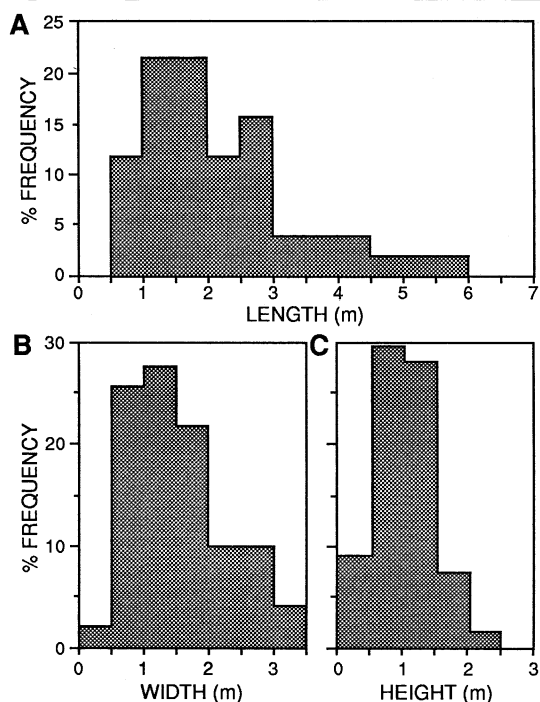 A
25
20
15
10
5
0
% FREQUENCY
0 1 2 3 4 5 6 7
LENGTH (m)
B
30
20
10
0
% FREQUENCY
0 1 2 3
WIDTH (m)
C
0 1 2 3
HEIGHT (m)